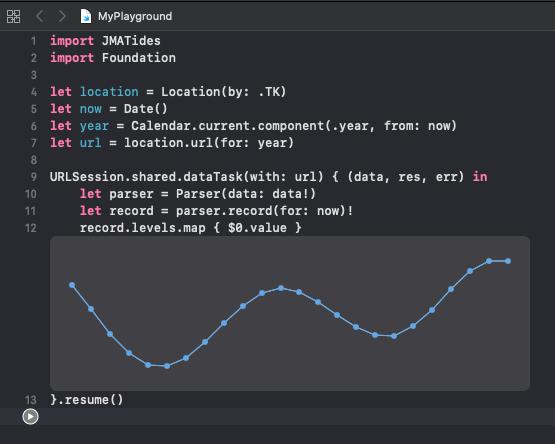 MyPlayground
1 import JMATides
2 import Foundation
3
4 let location = Location(by: .TK)
5 let now = Date()
6 let year = Calendar.current.component(.year, from: now)
7 let url = location.url(for: year)
8
9 URLSession.shared.dataTask(with: url) { (data, res, err) in
10     let parser = Parser(data: data!)
11     let record = parser.record(for: now)!
12     record.levels.map { $0.value }
13 }.resume()